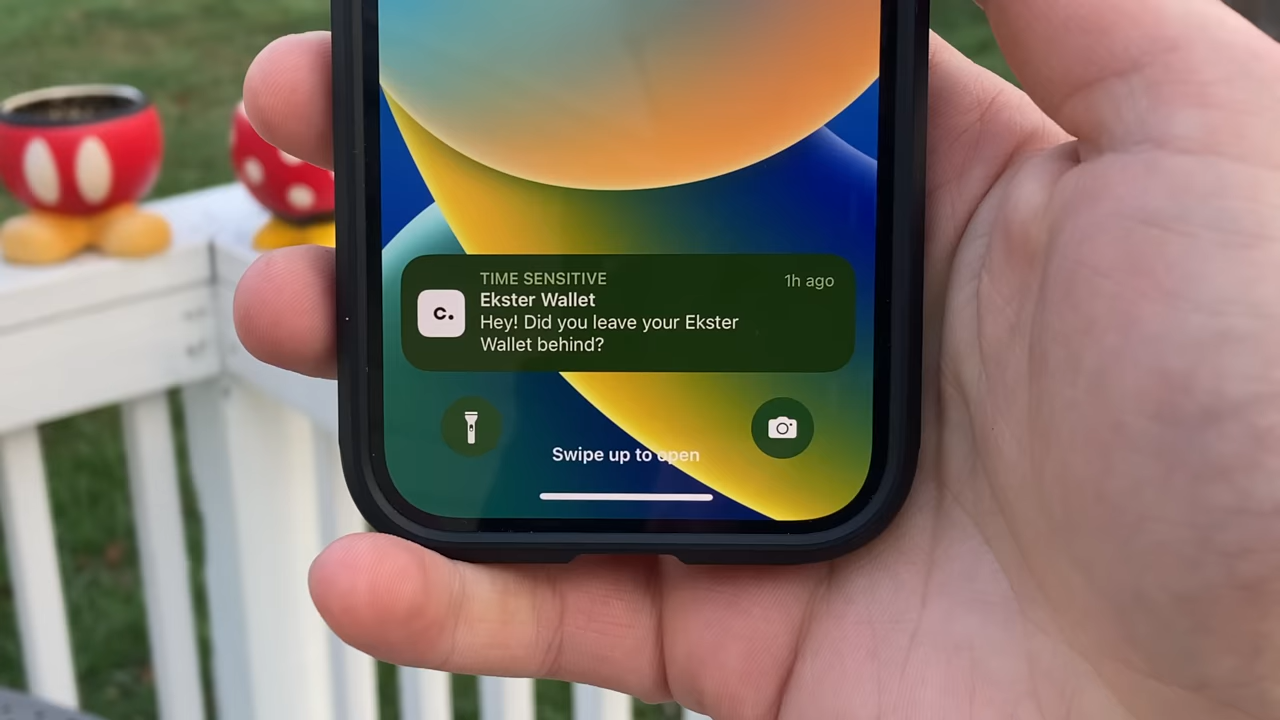 TIME SENSITIVE
1h ago
Ekster Wallet
c.
Hey! Did you leave your Ekster
Wallet behind?
Swipe up to open